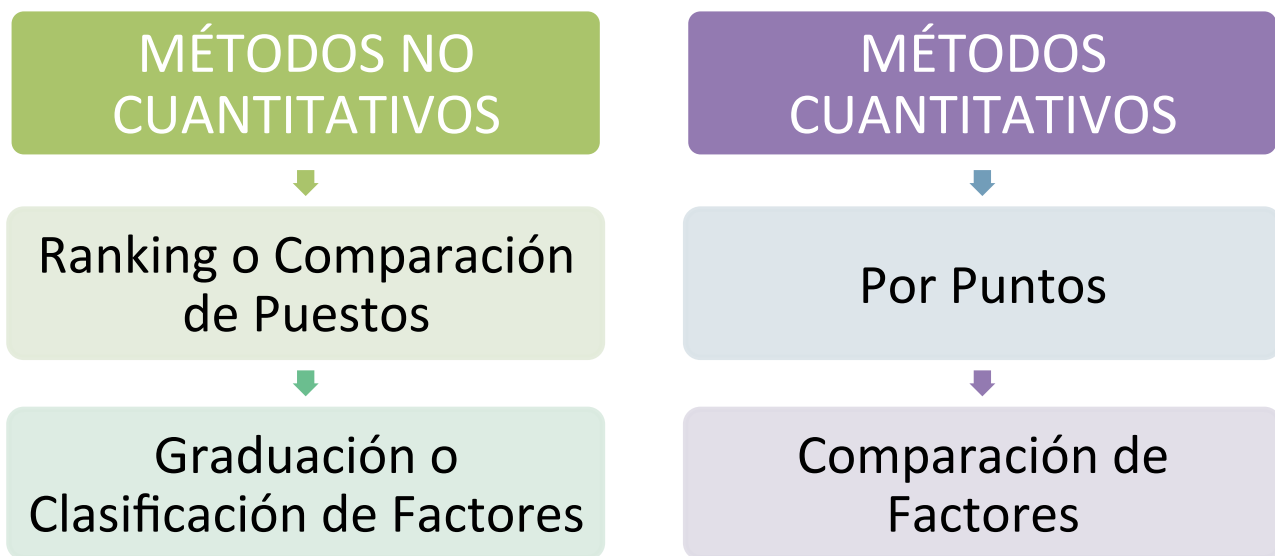 MÉTODOS NO
CUANTITATIVOS
Ranking o Comparación
de Puestos
Graduación o
Clasificación de Factores
MÉTODOS
CUANTITATIVOS
Por Puntos
Comparación de
Factores